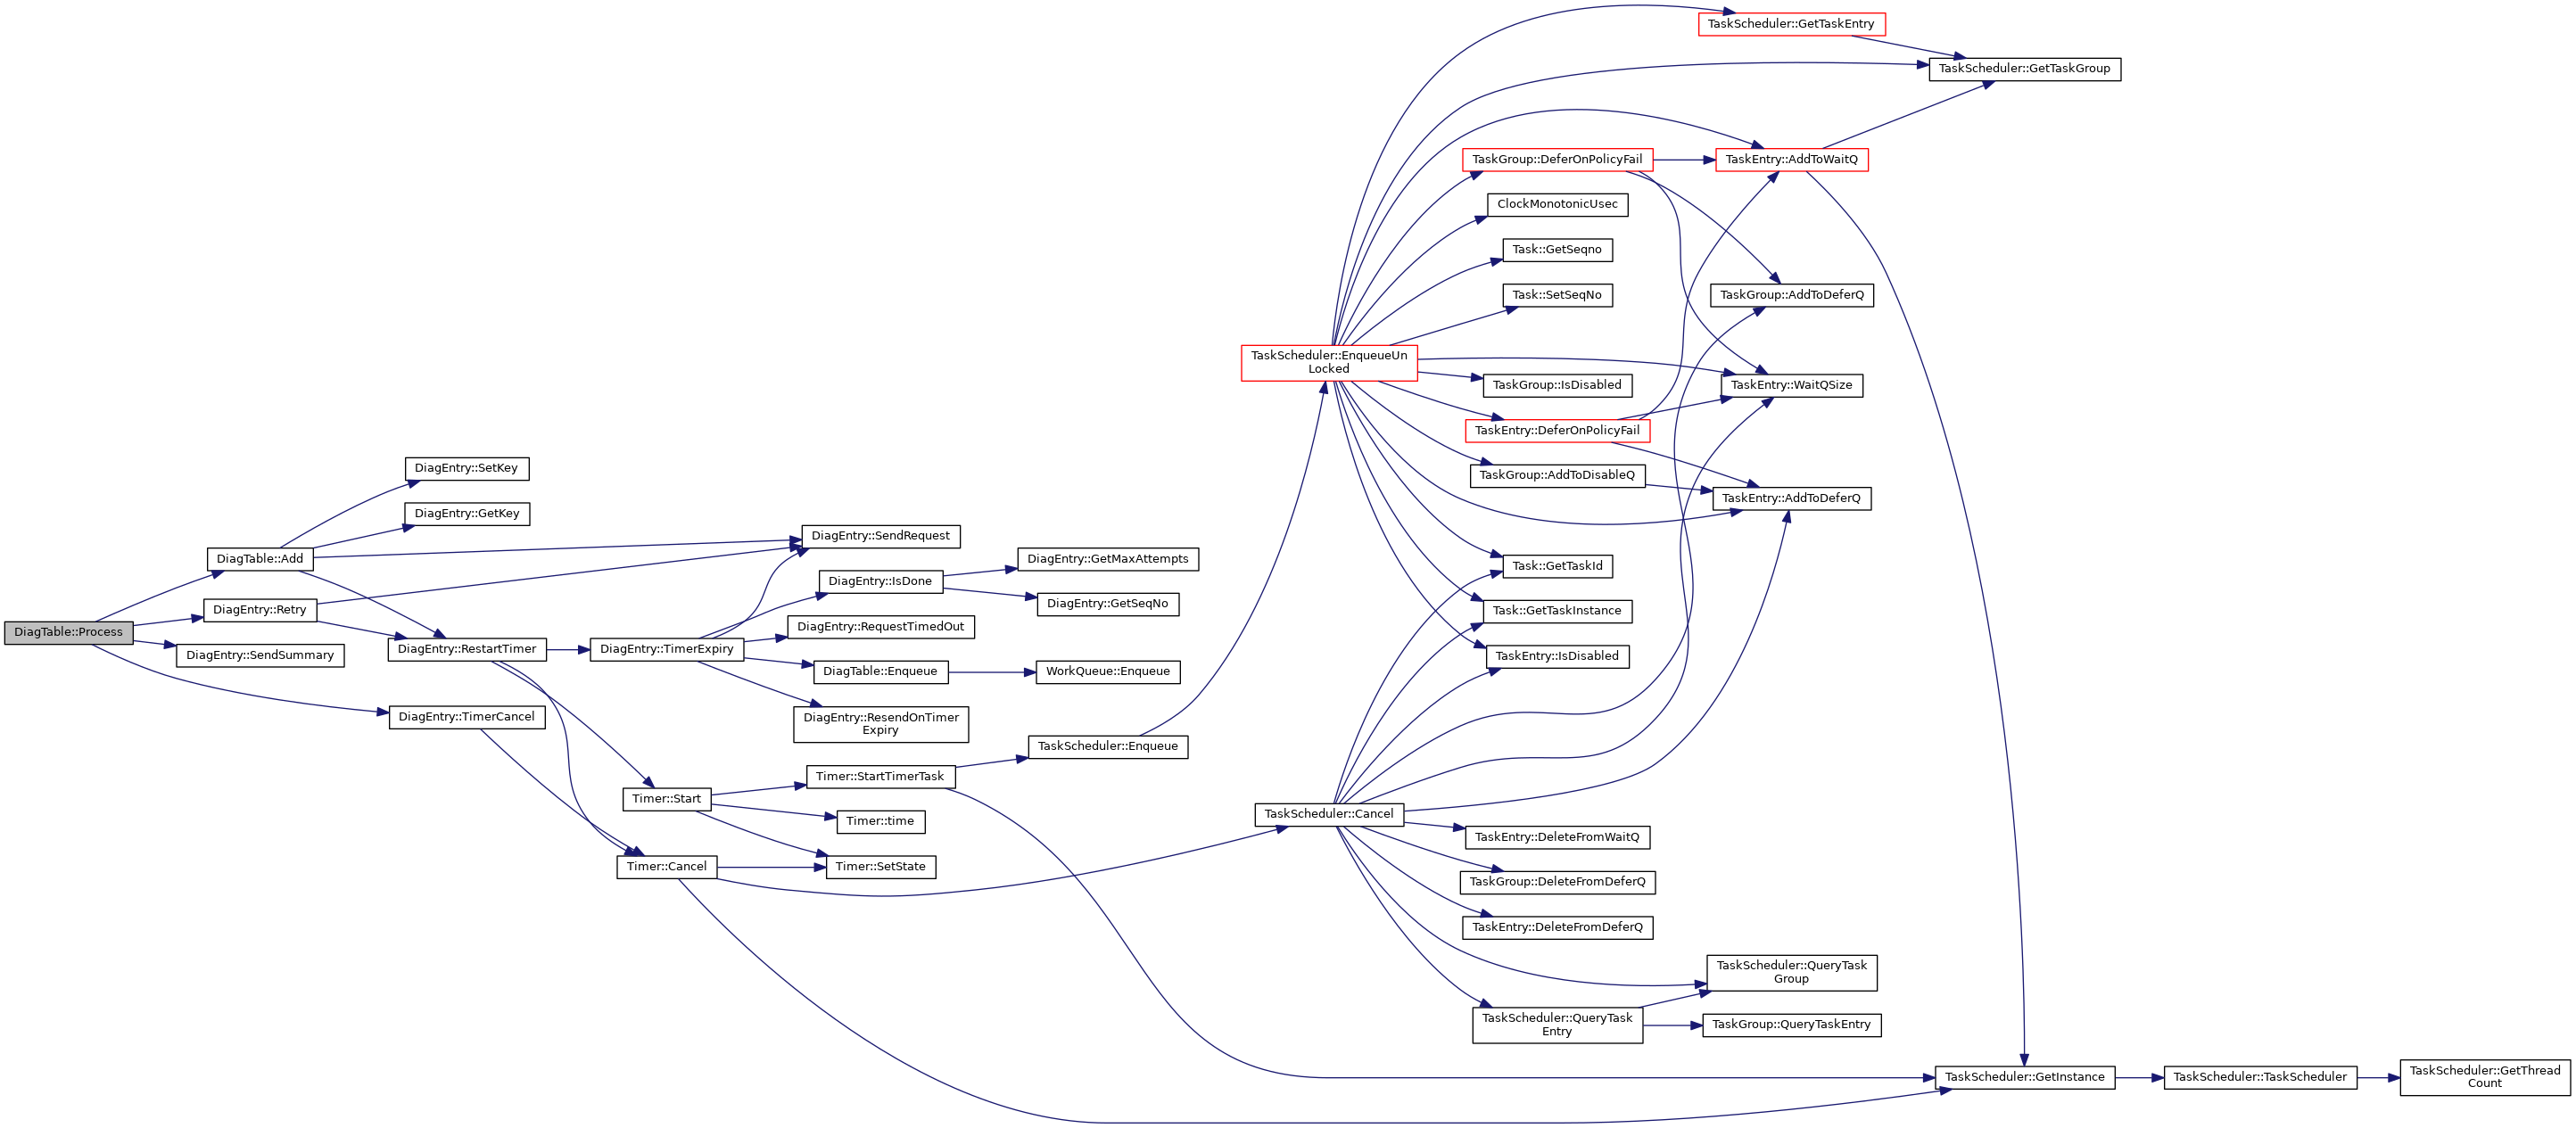 DiagTable::Process
DiagTable::Add
DiagEntry::Retry
DiagEntry::SendSummary
DiagEntry::SetKey
DiagEntry::GetKey
DiagEntry::RestartTimer
DiagEntry::TimerCancel
DiagEntry::TimerExpiry
Timer::Start
Timer::Cancel
DiagEntry::SendRequest
DiagEntry::IsDone
DiagEntry::RequestTimedOut
DiagTable::Enqueue
DiagEntry::ResendOnTimer
Expiry
Timer::StartTimerTask
Timer::time
Timer::SetState
DiagEntry::GetMaxAttempts
DiagEntry::GetSeqNo
WorkQueue::Enqueue
TaskScheduler::Enqueue
TaskScheduler::EnqueueUn
Locked
TaskScheduler::Cancel
TaskGroup::DeferOnPolicyFail
ClockMonotonicUsec
Task::GetSeqno
Task::SetSeqNo
TaskGroup::IsDisabled
TaskEntry::DeferOnPolicyFail
TaskGroup::AddToDisableQ
Task::GetTaskId
Task::GetTaskInstance
TaskEntry::IsDisabled
TaskEntry::DeleteFromWaitQ
TaskGroup::DeleteFromDeferQ
TaskEntry::DeleteFromDeferQ
TaskScheduler::QueryTask
Entry
TaskScheduler::GetTaskEntry
TaskEntry::AddToWaitQ
TaskGroup::AddToDeferQ
TaskEntry::WaitQSize
TaskEntry::AddToDeferQ
TaskScheduler::QueryTask
Group
TaskGroup::QueryTaskEntry
TaskScheduler::GetTaskGroup
TaskScheduler::GetInstance
TaskScheduler::TaskScheduler
TaskScheduler::GetThread
Count